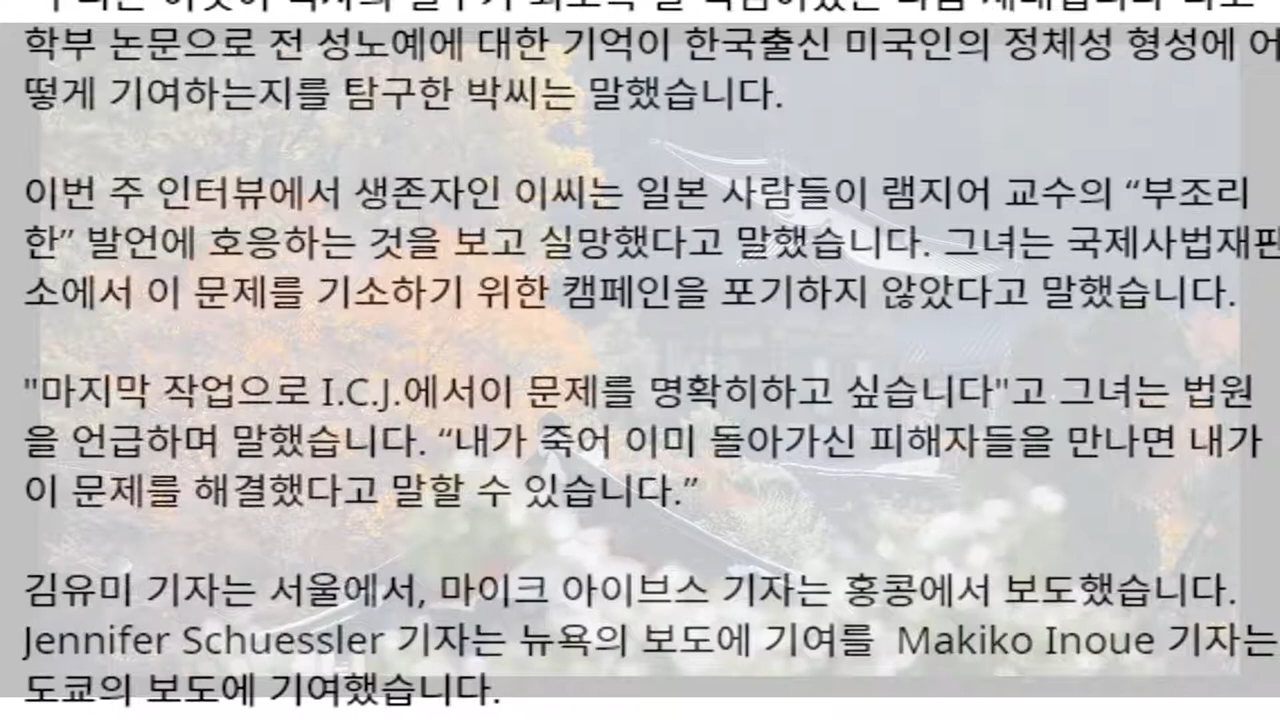 학부 논문으로 전 성노예에 대한 기억이 한국출신 미국인의 정체성 형성에 어
떻게 기여하는지를 탐구한 박씨는 말했습니다.
이번 주 인터뷰에서 생존자인 이씨는 일본 사람들이 램지어 교수의 “부조리
한” 발언에 호응하는 것을 보고 실망했다고 말했습니다. 그녀는 국제사법재판
소에서 이 문제를 기소하기 위한 캠페인을 포기하지 않았다고 말했습니다.
"마지막 작업으로 I.C.J.에서이 문제를 명확히하고 싶습니다"고 그녀는 법원
을 언급하며 말했습니다. “내가 죽어 이미 돌아가신 피해자들을 만나면 내가
이 문제를 해결했다고 말할 수 있습니다.”
김유미 기자는 서울에서, 마이크 아이브스 기자는 홍콩에서 보도했습니다.
Jennifer Schuessler 기자는 뉴욕의 보도에 기여를 Makiko Inoue 기자는
도쿄의 보도에 기여했습니다.